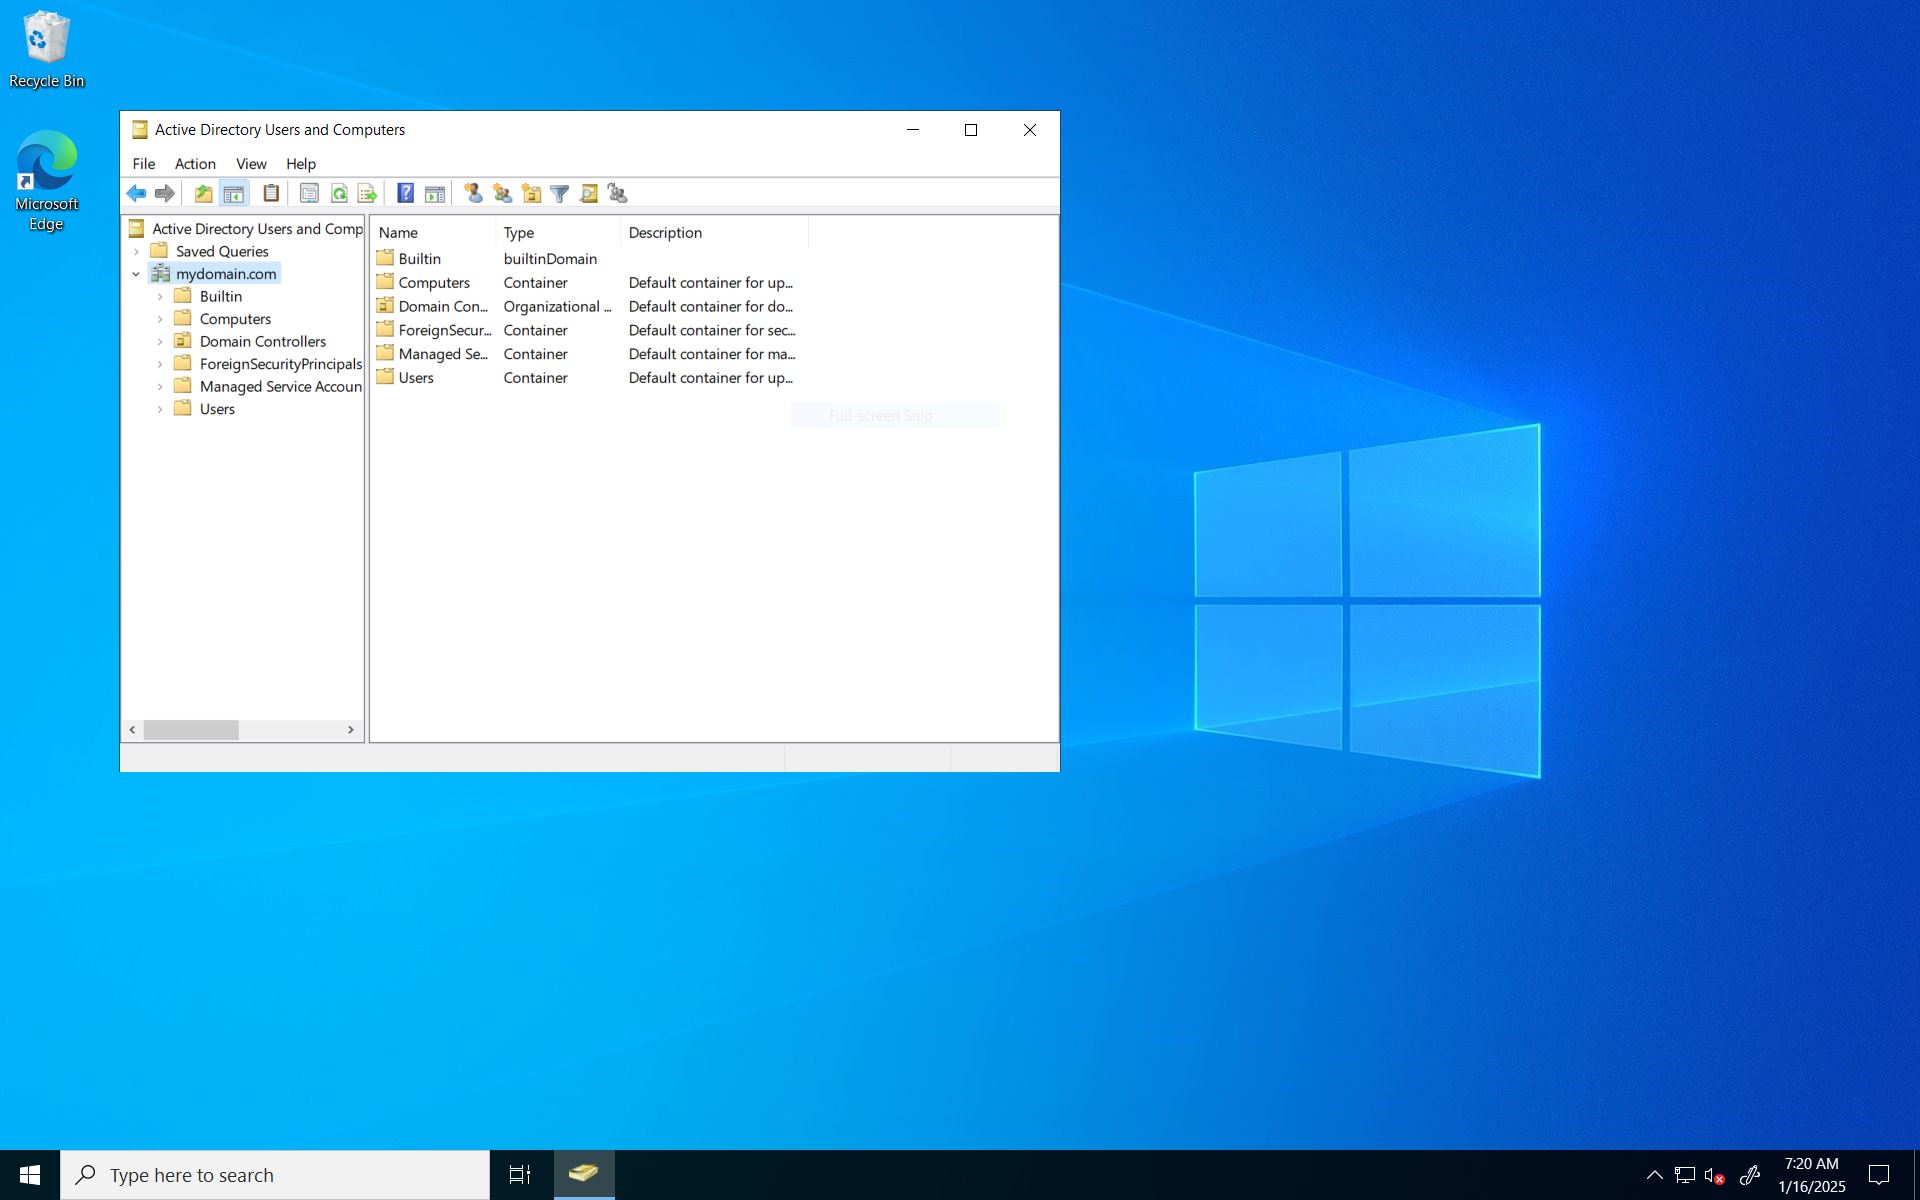 Recycle Bin
Microsoft
Edge
Active Directory Users and Computers
File Action View Help
Active Directory Users and Comp
Saved Queries
mydomain.com
Builtin
Computers
Domain Controllers
ForeignSecurityPrincipals
Managed Service Accoun
Users
Name Type Description
Builtin builtinDomain
Computers Container Default container for up...
Domain Con... Organizational ... Default container for do...
ForeignSecur... Container Default container for sec...
Managed Se... Container Default container for ma...
Users Container Default container for up...
Full-screen Snip
Type here to search
7:20 AM
1/16/2025